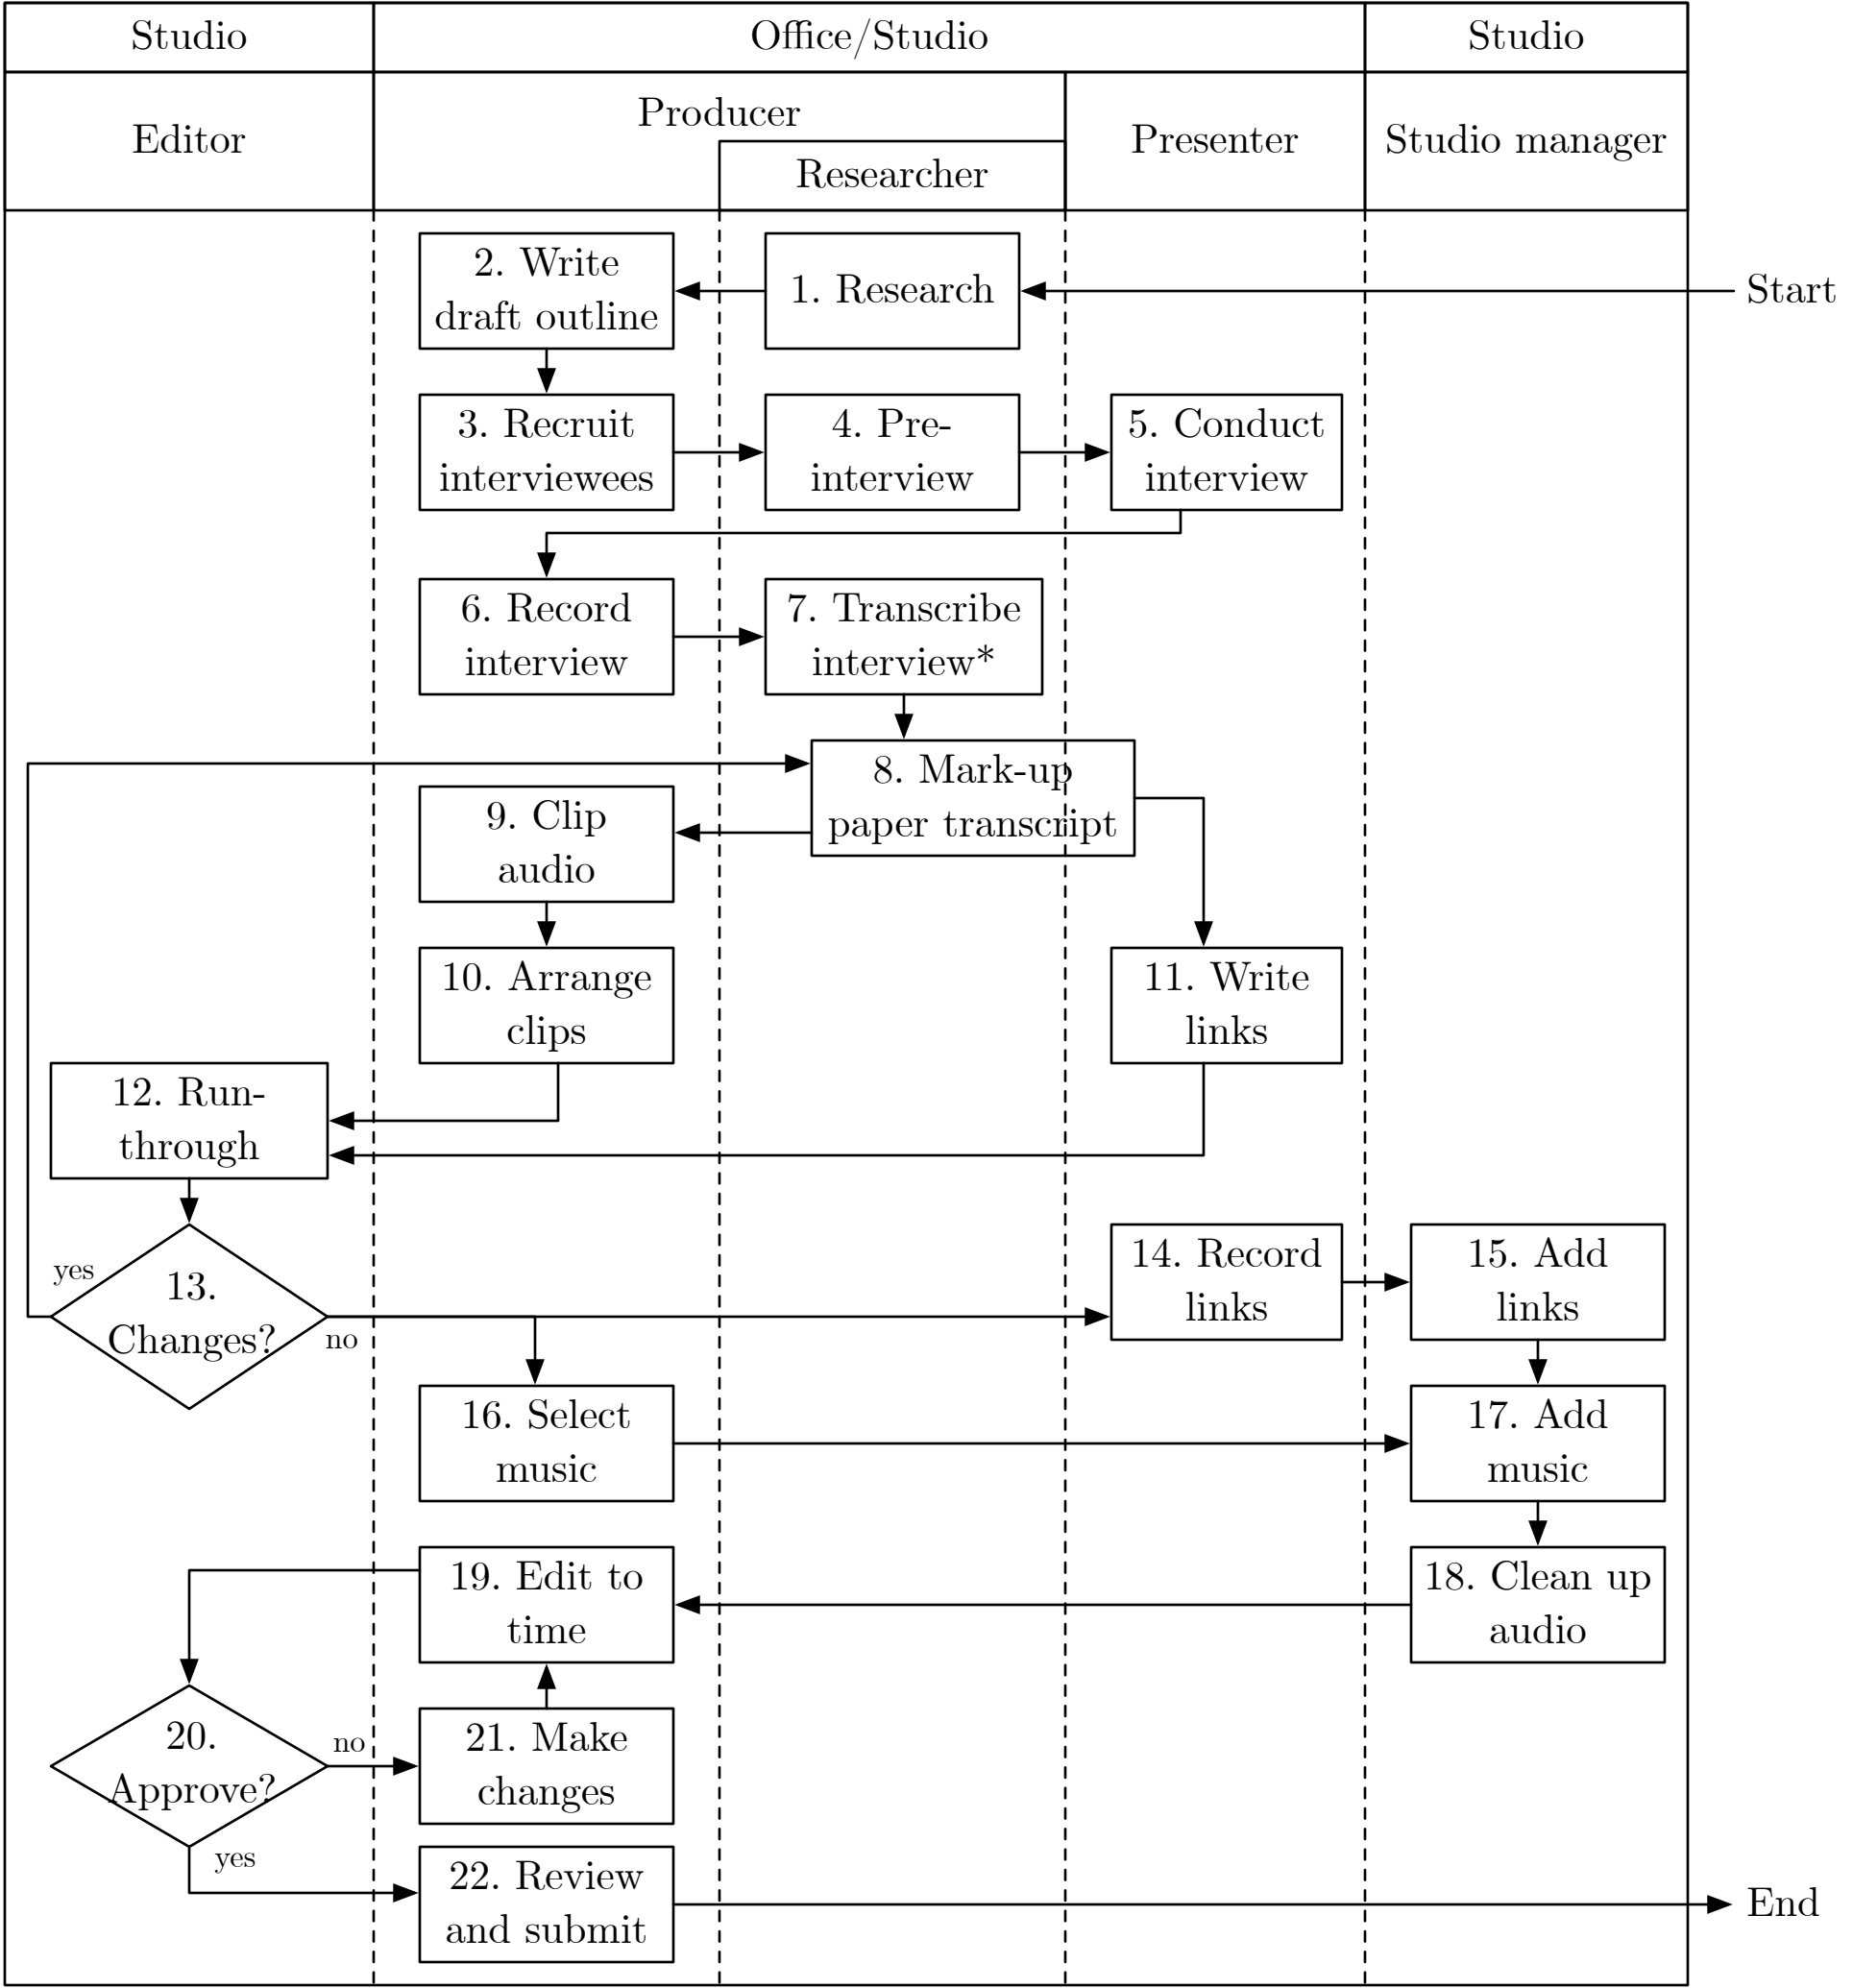 Studio
Office/Studio
Studio
Editor
Producer
Researcher
Presenter
Studio manager
2. Write
draft outline
1. Research
Start
3. Recruit
interviewees
4. Pre-
interview
5. Conduct
interview
6. Record
interview
7. Transcribe
interview*
8. Mark-up
paper transcript
9. Clip
audio
10. Arrange
clips
11. Write
links
12. Run-
through
yes
13.
Changes?
no
14. Record
links
15. Add
links
16. Select
music
17. Add
music
19. Edit to
time
18. Clean up
audio
20.
Approve?
no
yes
21. Make
changes
22. Review
and submit
End